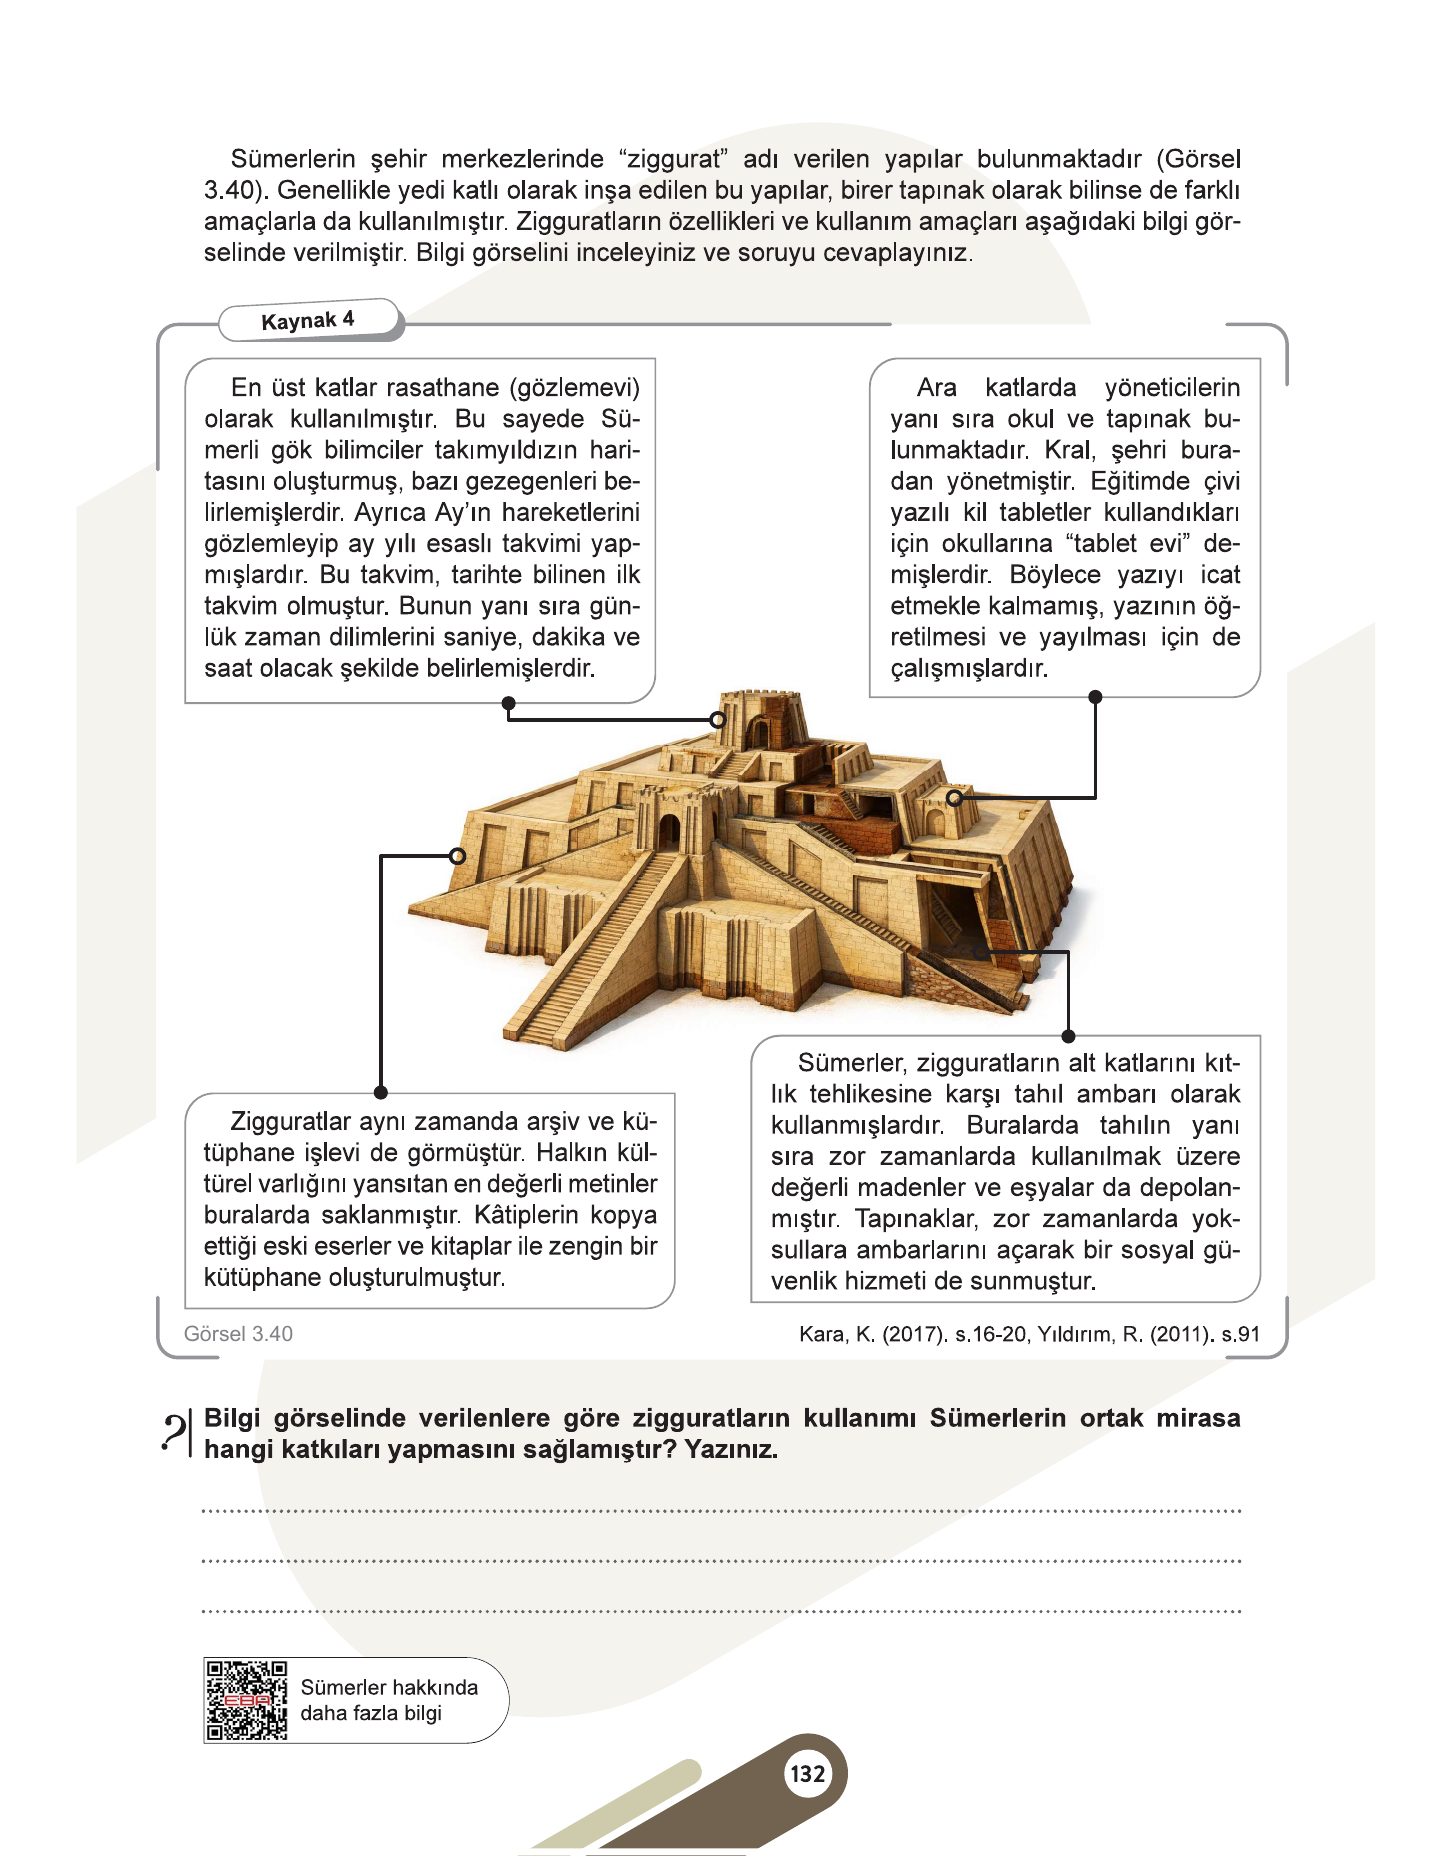 Sümerlerin şehir merkezlerinde “ziggurat” adı verilen yapılar bulunmaktadır (Görsel
3.40). Genellikle yedi katlı olarak inşa edilen bu yapılar, birer tapınak olarak bilinse de farklı
amaçlarla da kullanılmıştır. Zigguratların özellikleri ve kullanım amaçları aşağıdaki bilgi gör-
selinde verilmiştir. Bilgi görselini inceleyiniz ve soruyu cevaplayınız.
Kaynak 4
En üst katlar rasathane (gözlemevi)
olarak kullanılmıştır. Bu sayede Sü-
merli gök bilimciler takımyıldızın hari-
tasını oluşturmuş, bazı gezegenleri be-
lirlemişlerdir. Ayrıca Ay’ın hareketlerini
gözlemleyip ay yılı esaslı takvimi yap-
mışlardır. Bu takvim, tarihte bilinen ilk
takvim olmuştur. Bunun yanı sıra gün-
lük zaman dilimlerini saniye, dakika ve
saat olacak şekilde belirlemişlerdir.
Ara katlarda yöneticilerin
yanı sıra okul ve tapınak bu-
lunmaktadır. Kral, şehri bura-
dan yönetmiştir. Eğitimde çivi
yazılı kil tabletler kullandıkları
için okullarına “tablet evi” de-
mişlerdir. Böylece yazıyı icat
etmekle kalmamış, yazının öğ-
retilmesi ve yayılması için de
çalışmışlardır.
Zigguratlar aynı zamanda arşiv ve kü-
tüphane işlevi de görmüştür. Halkın kül-
türel varlığını yansıtan en değerli metinler
buralarda saklanmıştır. Kâtiplerin kopya
ettiği eski eserler ve kitaplar ile zengin bir
kütüphane oluşturulmuştur.
Sümerler, zigguratların alt katlarını kıt-
lık tehlikesine karşı tahıl ambarı olarak
kullanmışlardır. Buralarda tahılın yanı
sıra zor zamanlarda kullanılmak üzere
değerli madenler ve eşyalar da depolan-
mıştır. Tapınaklar, zor zamanlarda yok-
sullara ambarlarını açarak bir sosyal gü-
venlik hizmeti de sunmuştur.
Görsel 3.40
Kara, K. (2017). s.16-20, Yıldırım, R. (2011). s.91
? Bilgi görselinde verilenlere göre zigguratların kullanımı Sümerlerin ortak mirasa
hangi katkıları yapmasını sağlamıştır? Yazınız.
EBA
Sümerler hakkında
daha fazla bilgi
132